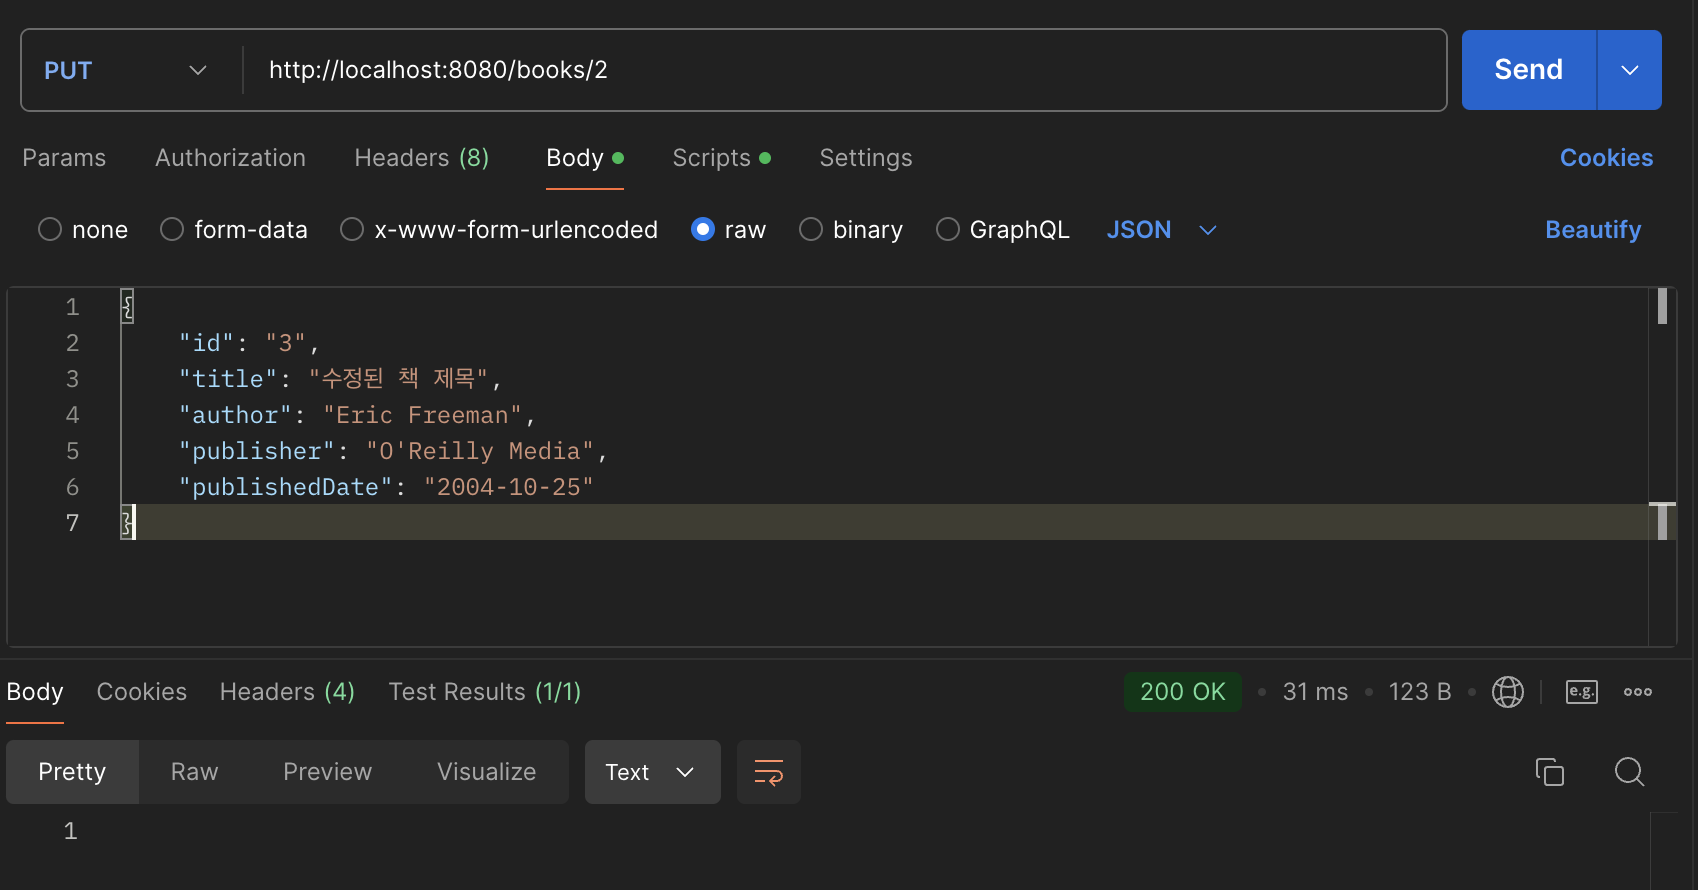 PUT http://localhost:8080/books/2 Send
Params Authorization Headers (8) Body Scripts Settings Cookies
none form-data x-www-form-urlencoded raw binary GraphQL JSON Beautify
1 {
2 "id": "3",
3 "title": "수정된 책 제목",
4 "author": "Eric Freeman",
5 "publisher": "O'Reilly Media",
6 "publishedDate": "2004-10-25"
7 }
Body Cookies Headers (4) Test Results (1/1) 200 OK • 31 ms • 123 B • e.g.
Pretty Raw Preview Visualize Text
1